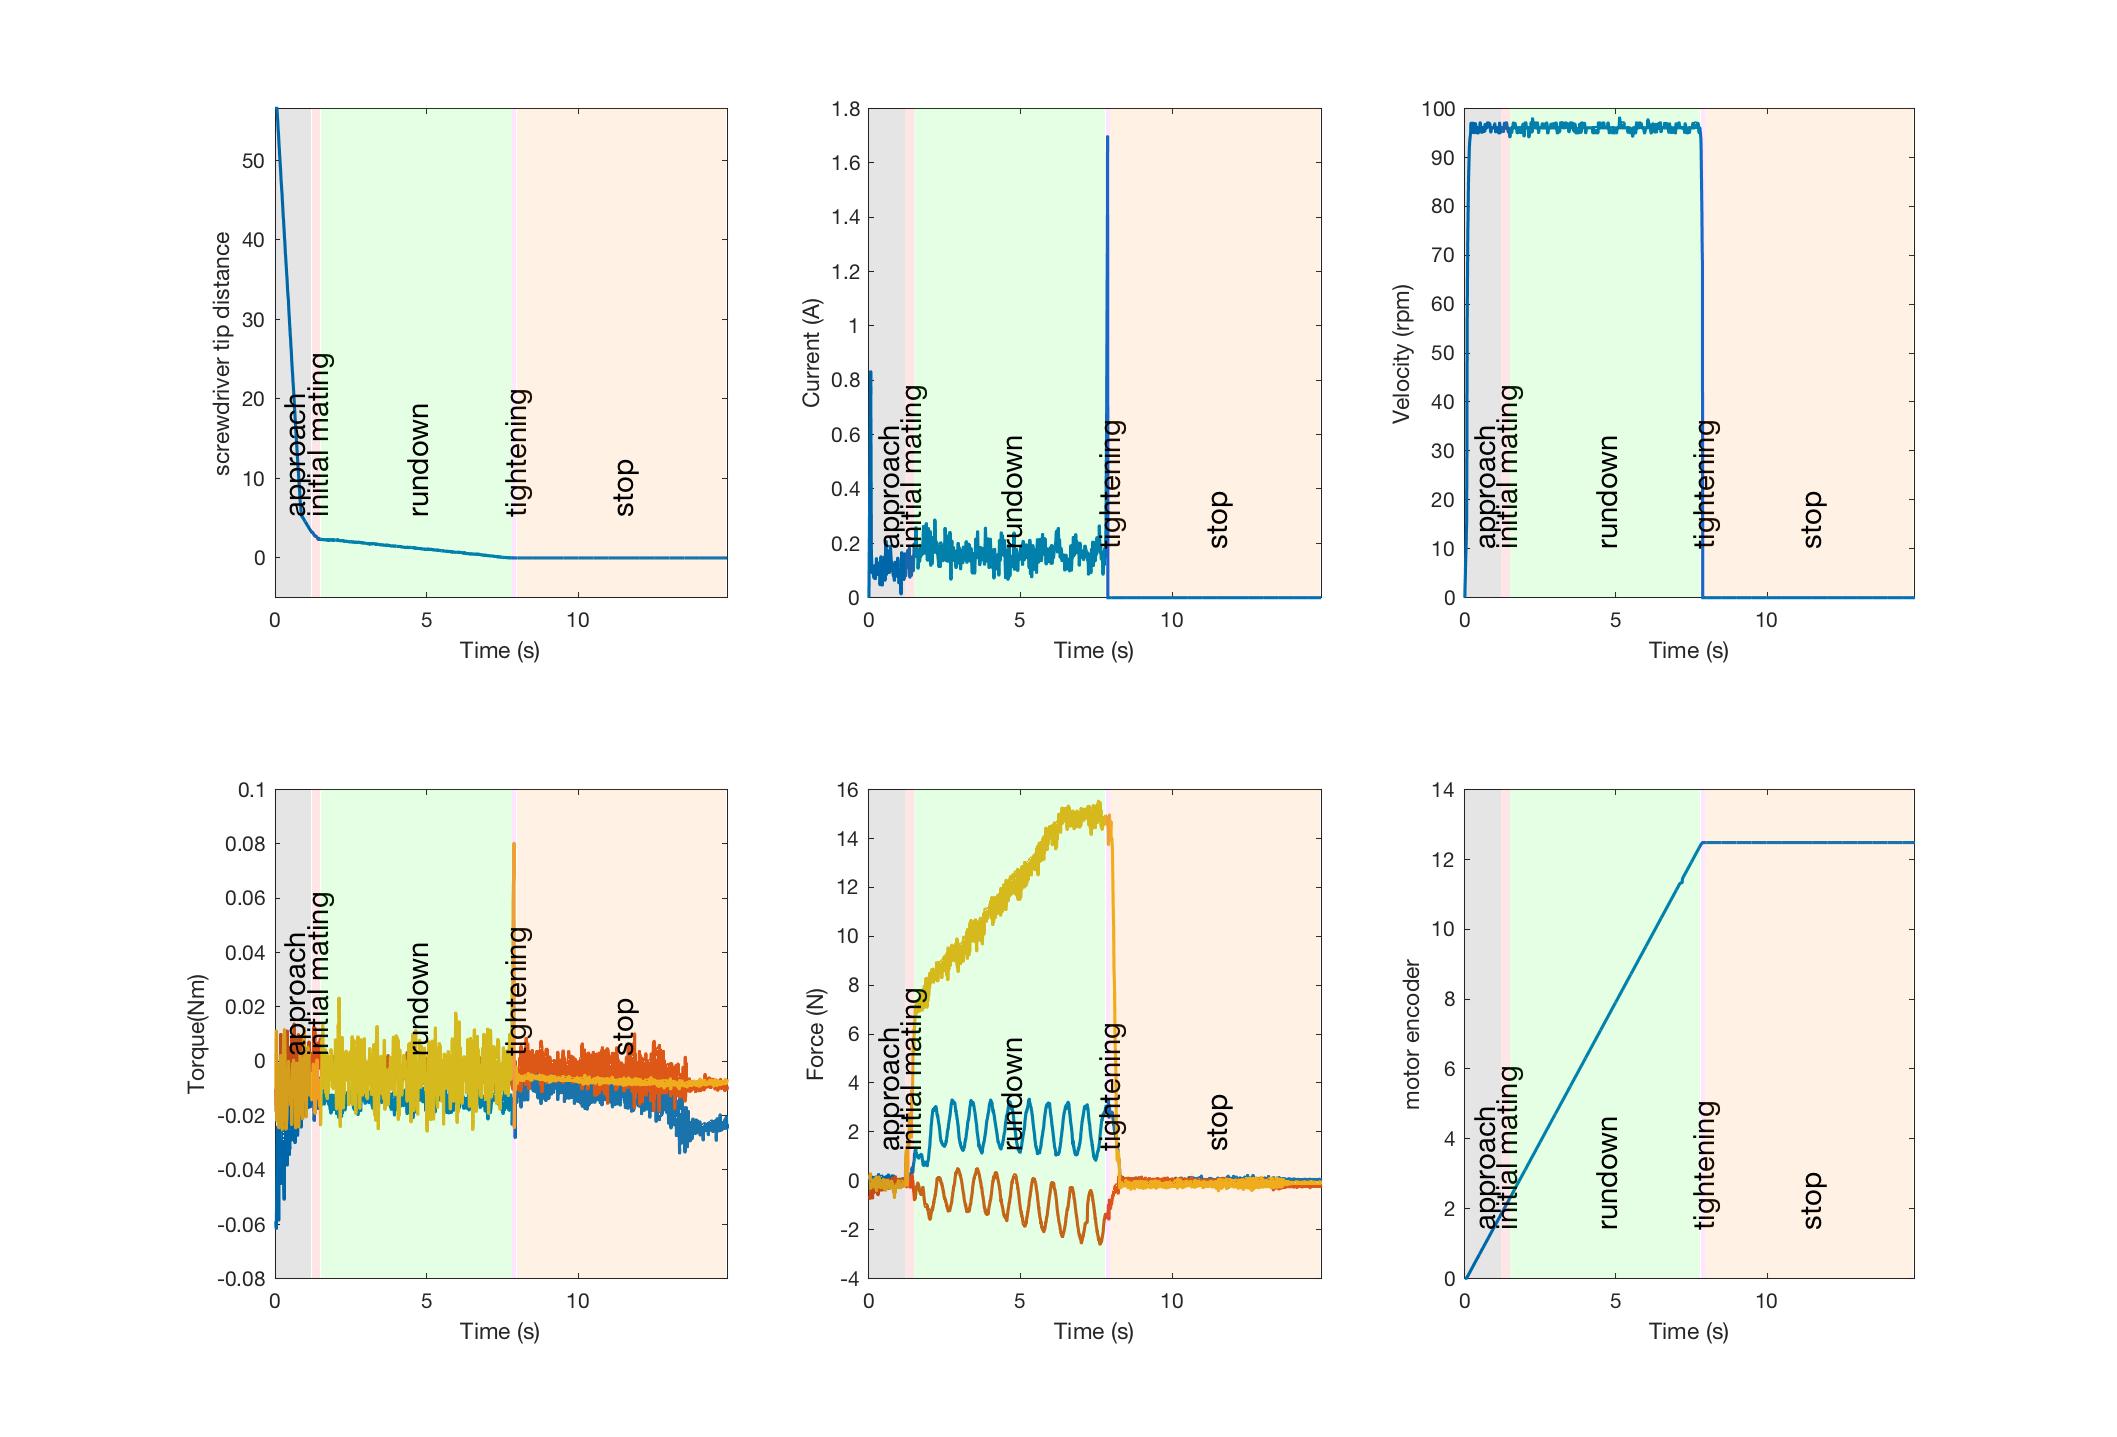 screwdriver tip distance
50
40
30
20
10
0
approach
initial mating
rundown
tightening
stop
0 5 10
Time (s)
Current (A)
1.8
1.6
1.4
1.2
1
0.8
0.6
0.4
0.2
0
approach
initial mating
rundown
tightening
stop
0 5 10
Time (s)
Velocity (rpm)
100
90
80
70
60
50
40
30
20
10
0
approach
initial mating
rundown
tightening
stop
0 5 10
Time (s)
Torque(Nm)
0.1
0.08
0.06
0.04
0.02
0
-0.02
-0.04
-0.06
-0.08
approach
initial mating
rundown
tightening
stop
0 5 10
Time (s)
Force (N)
16
14
12
10
8
6
4
2
0
-2
-4
approach
initial mating
rundown
tightening
stop
0 5 10
Time (s)
motor encoder
14
12
10
8
6
4
2
0
approach
initial mating
rundown
tightening
stop
0 5 10
Time (s)